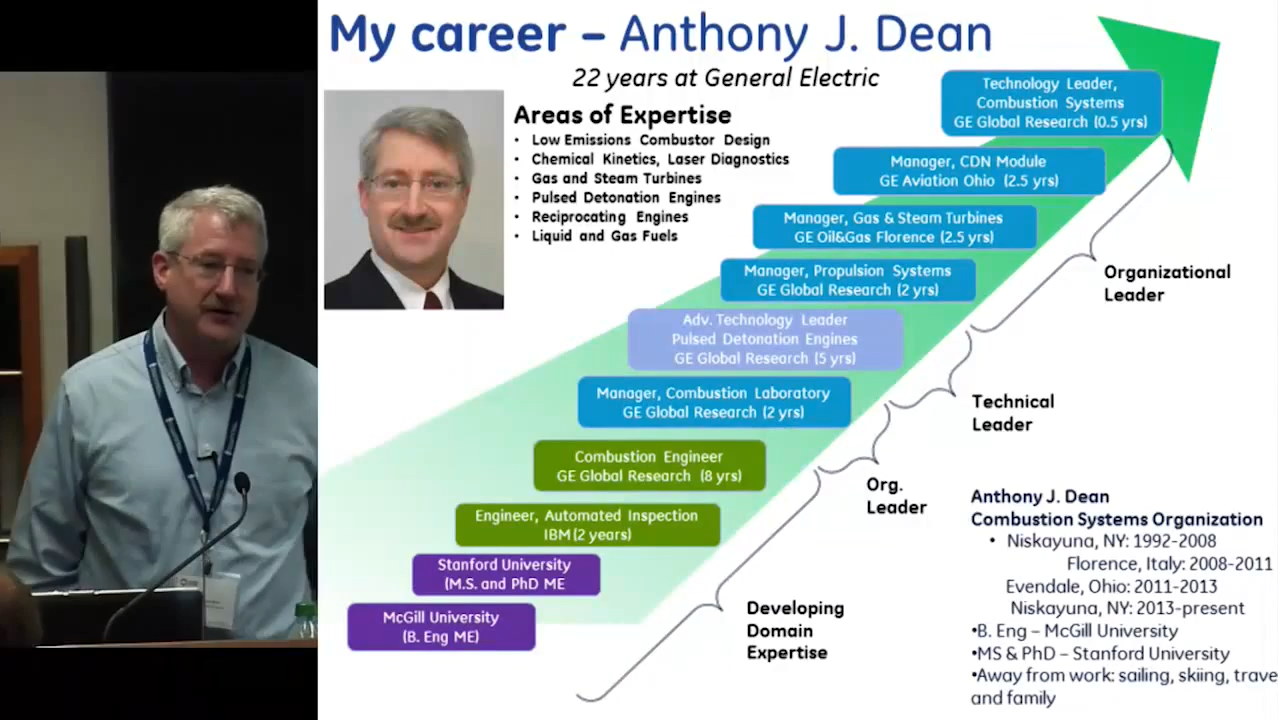 My career – Anthony J. Dean
22 years at General Electric
Areas of Expertise
• Low Emissions Combustor Design
• Chemical Kinetics, Laser Diagnostics
• Gas and Steam Turbines
• Pulsed Detonation Engines
• Reciprocating Engines
• Liquid and Gas Fuels
Technology Leader,
Combustion Systems
GE Global Research (0.5 yrs)
Manager, CDN Module
GE Aviation Ohio (2.5 yrs)
Manager, Gas & Steam Turbines
GE Oil&Gas Florence (2.5 yrs)
Manager, Propulsion Systems
GE Global Research (2 yrs)
Adv. Technology Leader
Pulsed Detonation Engines
GE Global Research (5 yrs)
Manager, Combustion Laboratory
GE Global Research (2 yrs)
Combustion Engineer
GE Global Research (8 yrs)
Engineer, Automated Inspection
IBM (2 years)
Stanford University
(M.S. and PhD ME
McGill University
(B. Eng ME)
Organizational
Leader
Technical
Leader
Org.
Leader
Developing
Domain
Expertise
Anthony J. Dean
Combustion Systems Organization
• Niskayuna, NY: 1992-2008
Florence, Italy: 2008-2011
Evendale, Ohio: 2011-2013
Niskayuna, NY: 2013-present
•B. Eng – McGill University
•MS & PhD – Stanford University
•Away from work: sailing, skiing, trave
and family